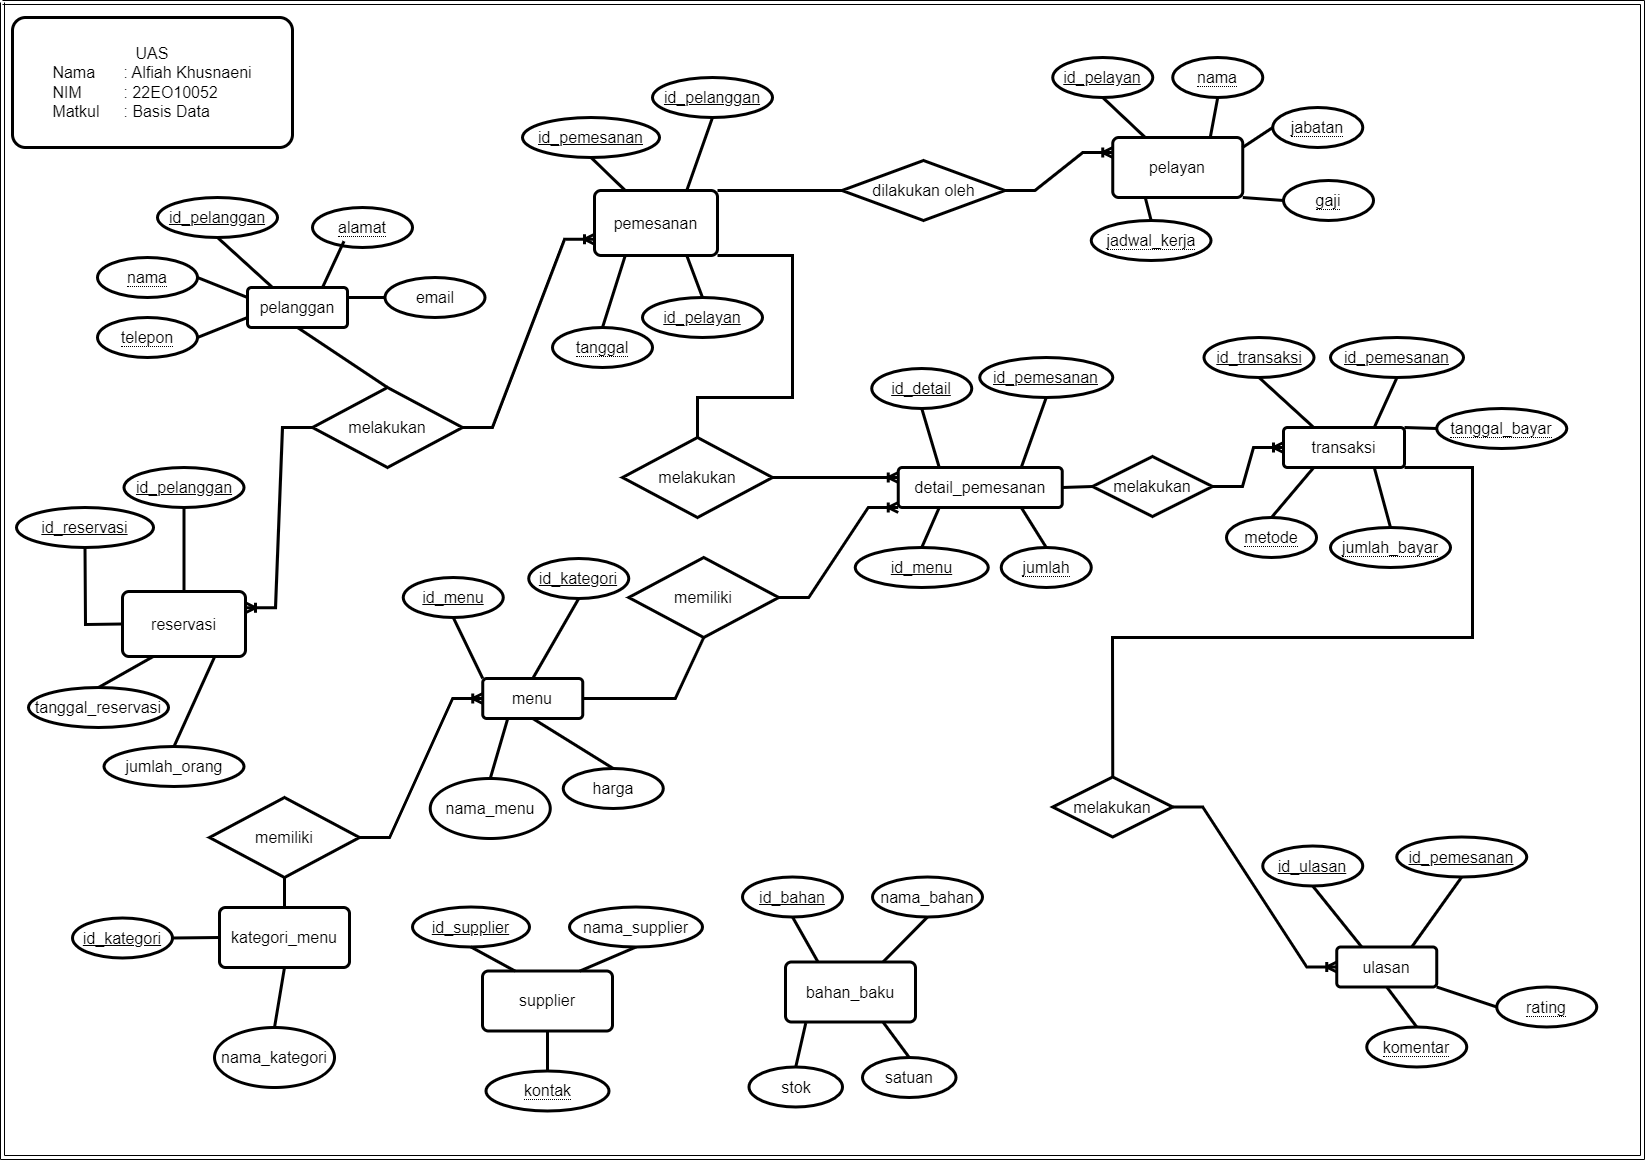 UAS
Nama : Alfiah Khusnaeni
NIM : 22EO10052
Matkul : Basis Data
id_pelanggan
id_pemesanan
pemesanan
tanggal
id_pelayan
dilakukan oleh
id_pelayan
nama
jabatan
pelayan
gaji
jadwal_kerja
id_pelanggan
alamat
nama
email
pelanggan
telepon
melakukan
id_pelanggan
id_reservasi
reservasi
tanggal_reservasi
jumlah_orang
melakukan
id_detail
id_pemesanan
detail_pemesanan
id_menu
jumlah
melakukan
id_transaksi
id_pemesanan
tanggal_bayar
transaksi
metode
jumlah_bayar
id_menu
id_kategori
memiliki
menu
nama_menu
harga
memiliki
id_kategori
kategori_menu
nama_kategori
id_supplier
nama_supplier
supplier
kontak
id_bahan
nama_bahan
bahan_baku
stok
satuan
melakukan
id_ulasan
id_pemesanan
ulasan
rating
komentar